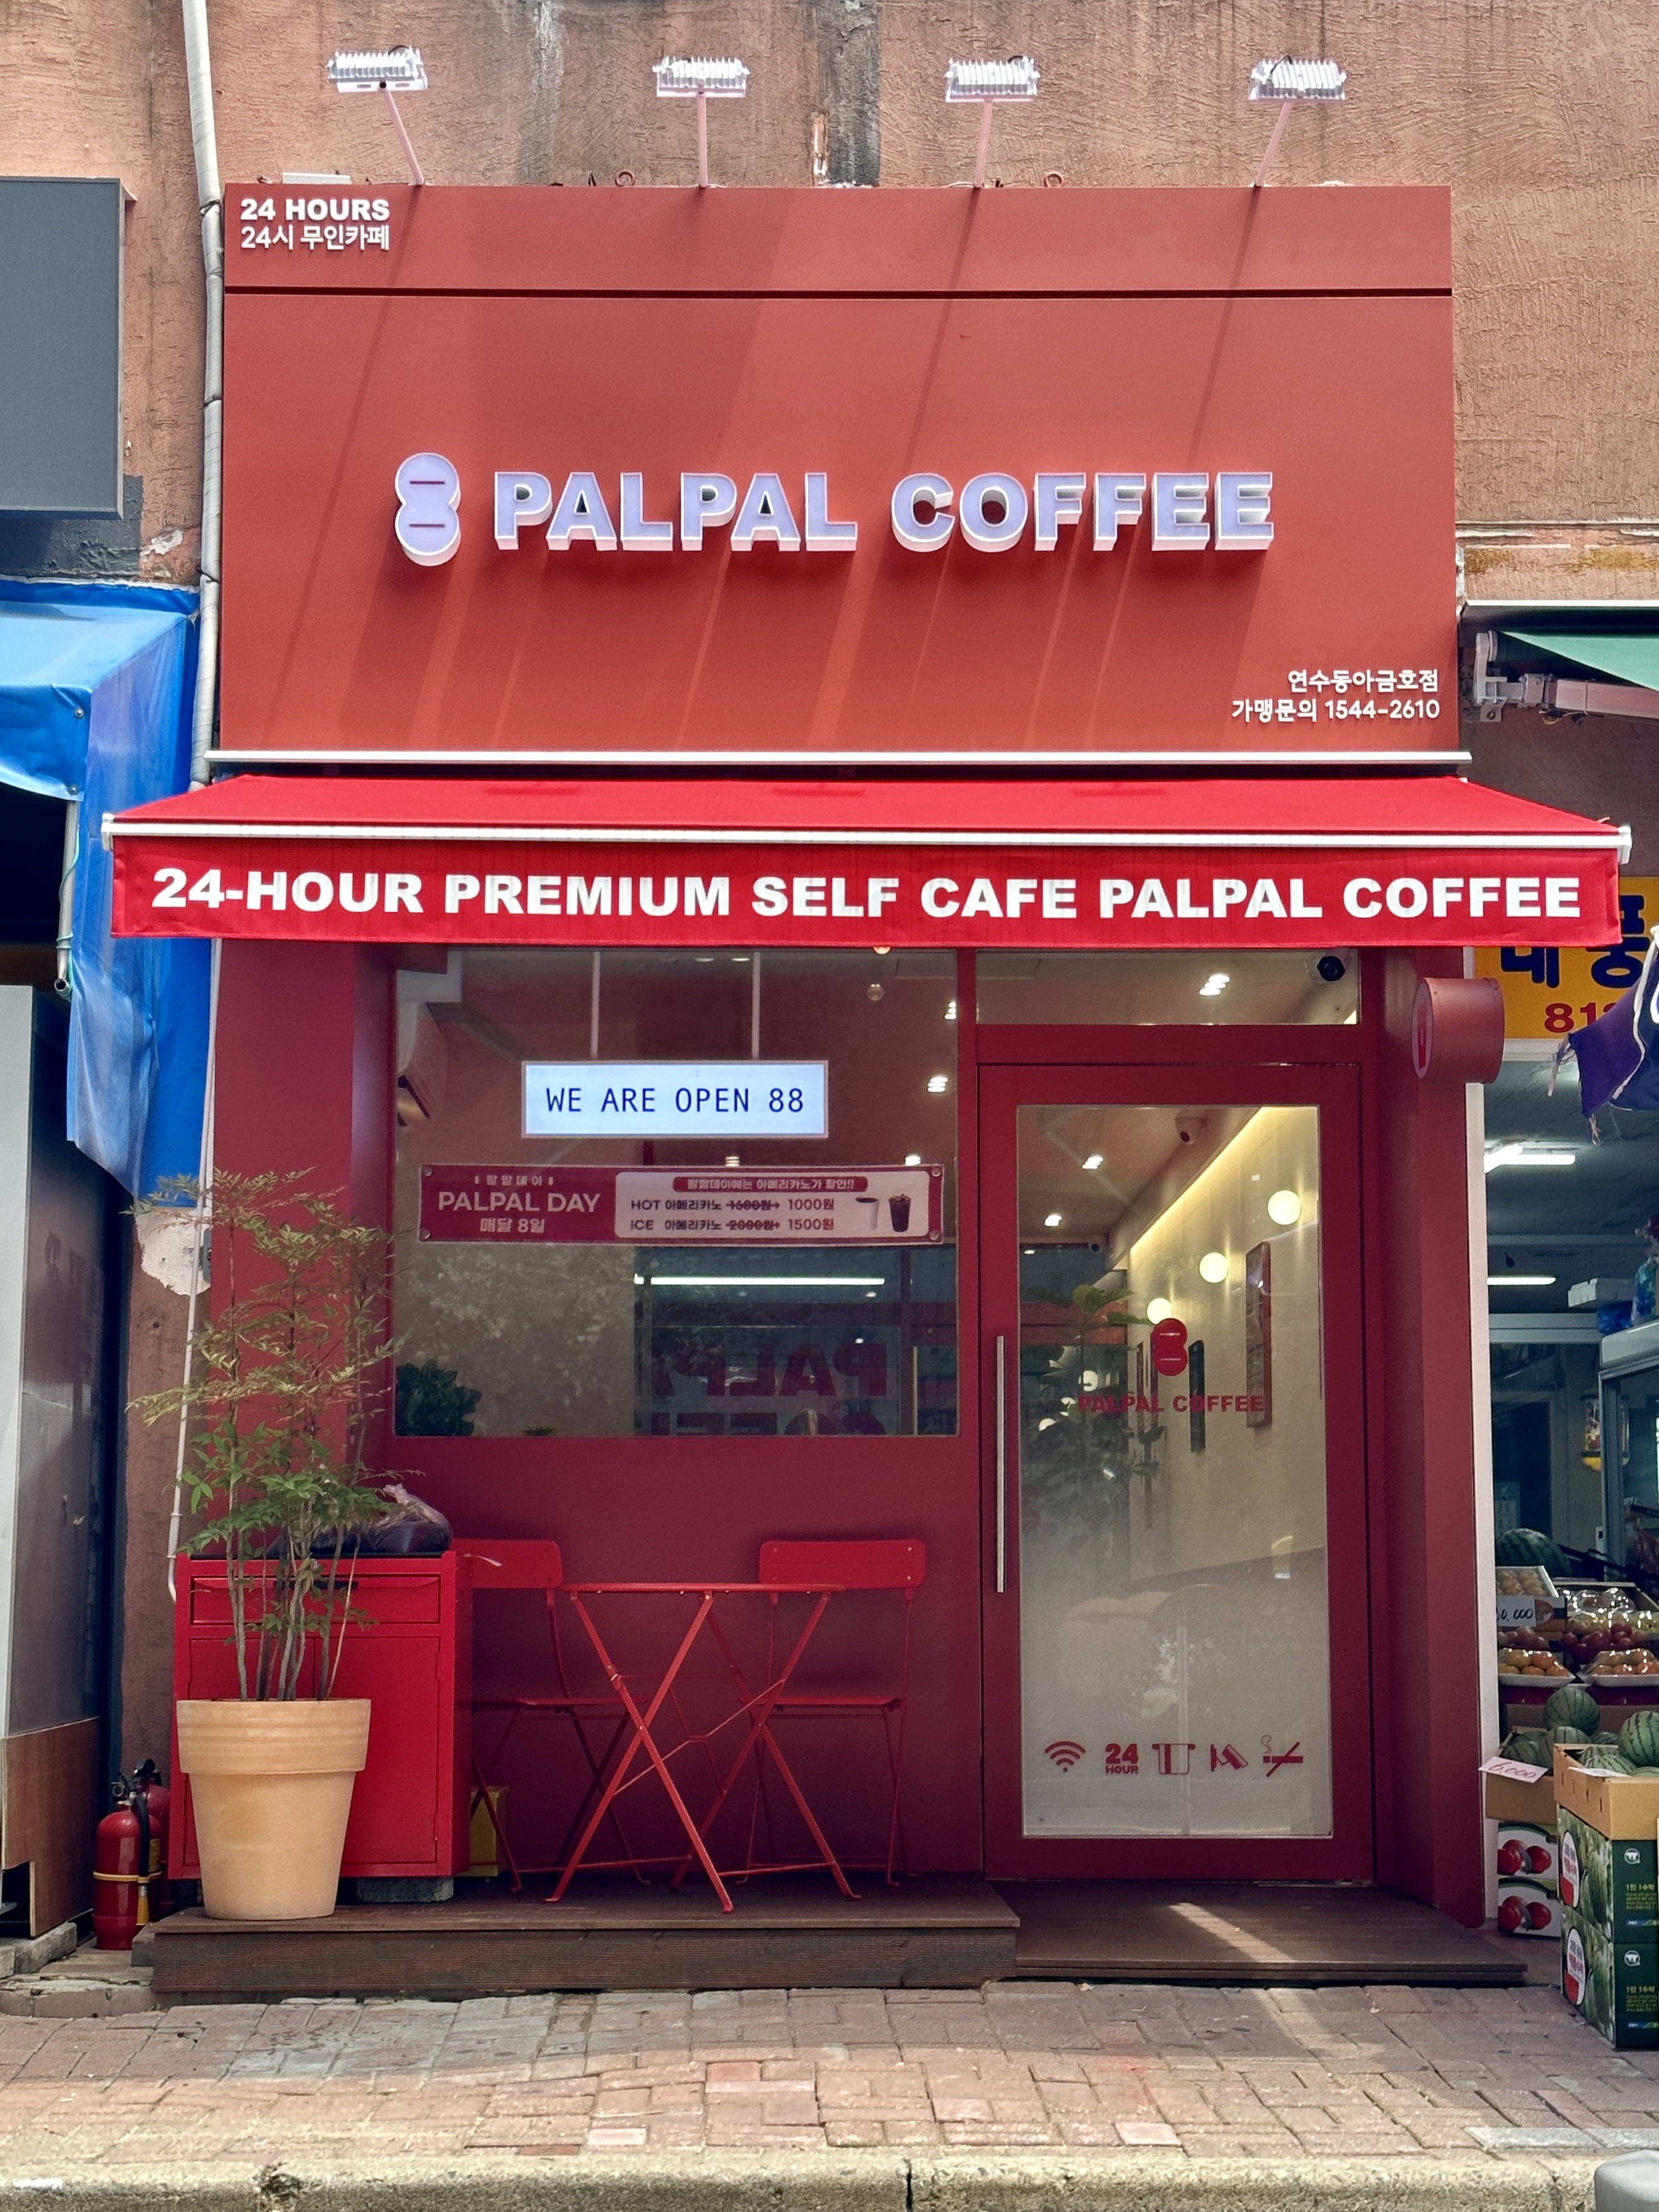 24 HOURS
24시 무인카페
PALPAL COFFEE
연수동아금호점
가맹문의 1544-2610
24-HOUR PREMIUM SELF CAFE PALPAL COFFEE
WE ARE OPEN 88
팔팔데이
PALPAL DAY
매달 8일
팔팔데이에는 아메리카노가 할인!!
HOT 아메리카노 1600원→ 1000원
ICE 아메리카노 2000원→ 1500원
PALPAL COFFEE
24
HOUR
6,000